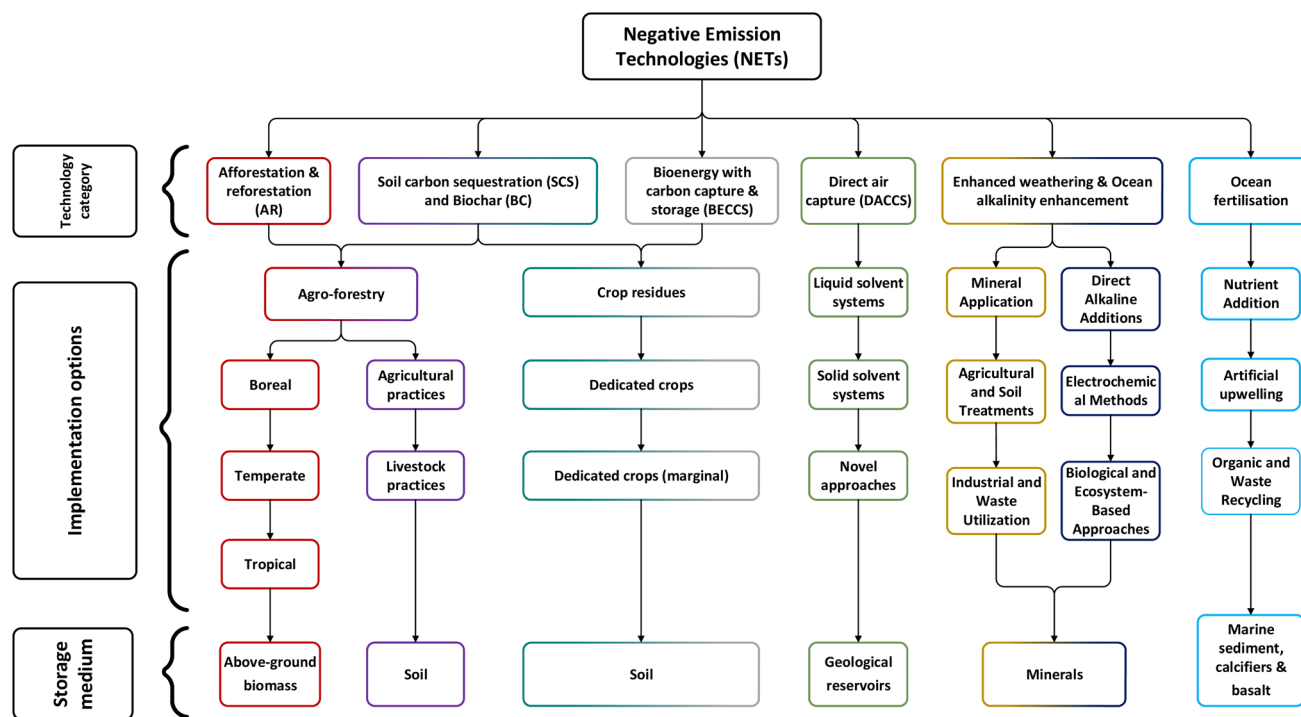 Negative Emission
Technologies (NETs)
Technology
category
Afforestation &
reforestation
(AR)
Soil carbon sequestration (SCS)
and Biochar (BC)
Bioenergy with
carbon capture &
storage (BECCS)
Direct air
capture (DACCS)
Enhanced weathering & Ocean
alkalinity enhancement
Ocean
fertilisation
Implementation options
Agro-forestry
Crop residues
Liquid solvent
systems
Mineral
Application
Direct
Alkaline
Additions
Nutrient
Addition
Boreal
Agricultural
practices
Dedicated crops
Solid solvent
systems
Agricultural
and Soil
Treatments
Electrochemic
al Methods
Artificial
upwelling
Temperate
Livestock
practices
Dedicated crops (marginal)
Novel
approaches
Industrial and
Waste
Utilization
Biological and
Ecosystem-
Based
Approaches
Organic and
Waste
Recycling
Tropical
Storage
medium
Above-ground
biomass
Soil
Soil
Geological
reservoirs
Minerals
Marine
sediment,
calcifiers &
basalt